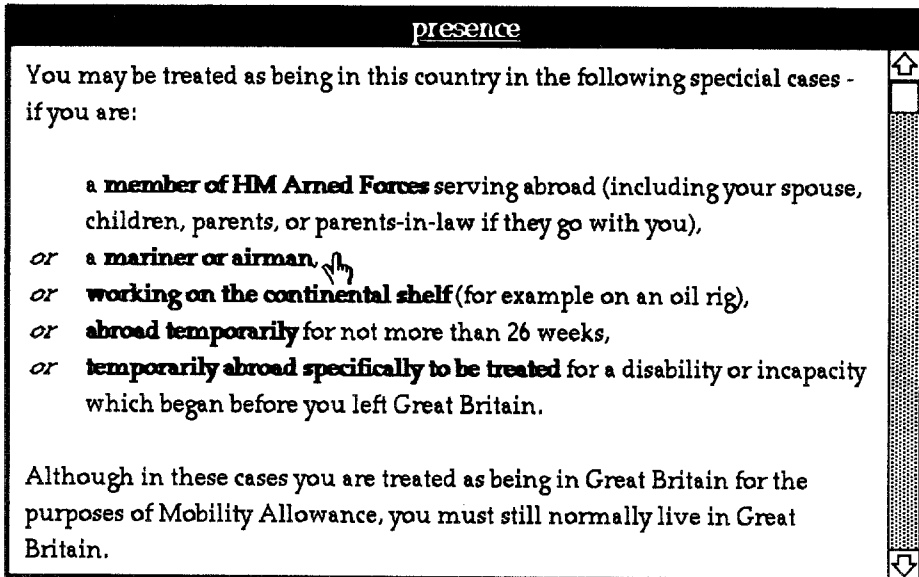 presence
You may be treated as being in this country in the following specicial cases -
if you are:
a member of HM Arned Forces serving abroad (including your spouse,
children, parents, or parents-in-law if they go with you),
or a mariner or airman,
or working on the continental shelf (for example on an oil rig),
or abroad temporarily for not more than 26 weeks,
or temporarily abroad specifically to be treated for a disability or incapacity
which began before you left Great Britain.
Although in these cases you are treated as being in Great Britain for the
purposes of Mobility Allowance, you must still normally live in Great
Britain.